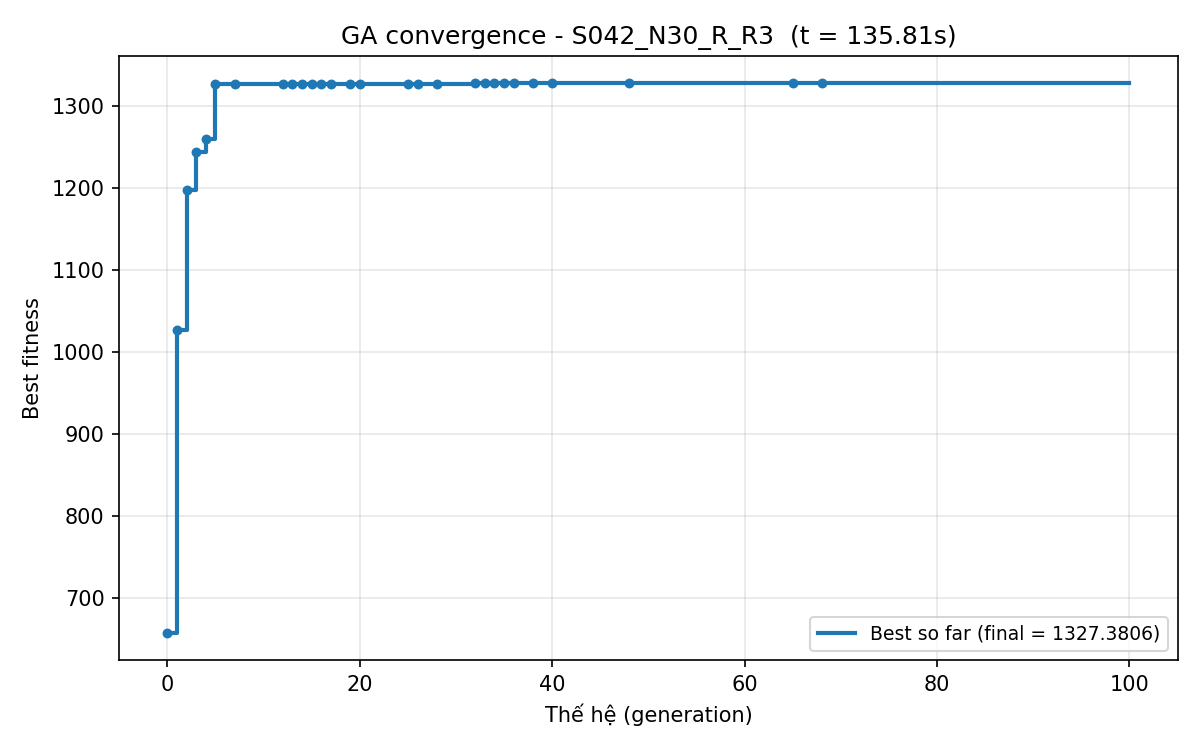 GA convergence - S042_N30_R_R3  (t = 135.81s)
Best fitness
1300
1200
1100
1000
900
800
700
Best so far (final = 1327.3806)
0 20 40 60 80 100
Thế hệ (generation)